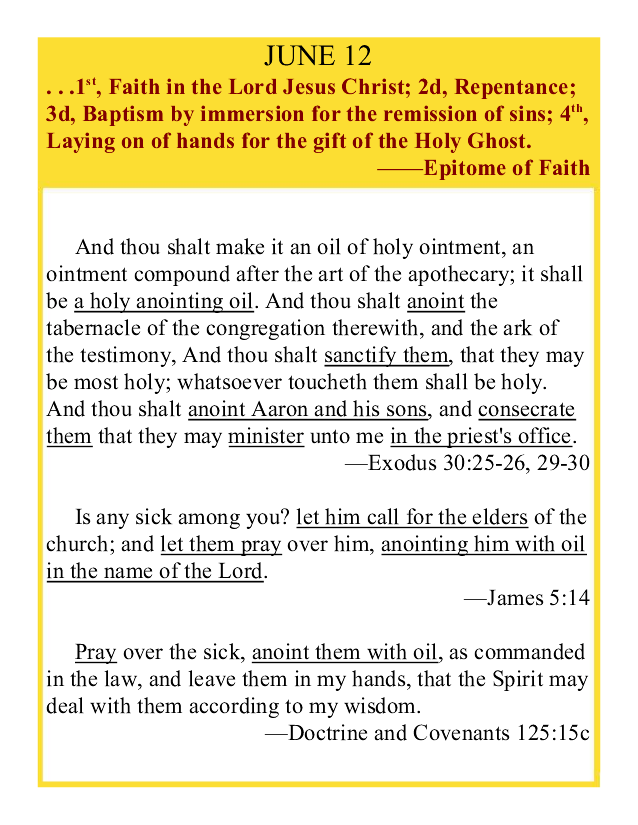 JUNE 12
. . .1st, Faith in the Lord Jesus Christ; 2d, Repentance;
3d, Baptism by immersion for the remission of sins; 4th,
Laying on of hands for the gift of the Holy Ghost.
——Epitome of Faith
And thou shalt make it an oil of holy ointment, an
ointment compound after the art of the apothecary; it shall
be a holy anointing oil. And thou shalt anoint the
tabernacle of the congregation therewith, and the ark of
the testimony, And thou shalt sanctify them, that they may
be most holy; whatsoever toucheth them shall be holy.
And thou shalt anoint Aaron and his sons, and consecrate
them that they may minister unto me in the priest's office.
—Exodus 30:25-26, 29-30
Is any sick among you? let him call for the elders of the
church; and let them pray over him, anointing him with oil
in the name of the Lord.
—James 5:14
Pray over the sick, anoint them with oil, as commanded
in the law, and leave them in my hands, that the Spirit may
deal with them according to my wisdom.
—Doctrine and Covenants 125:15c